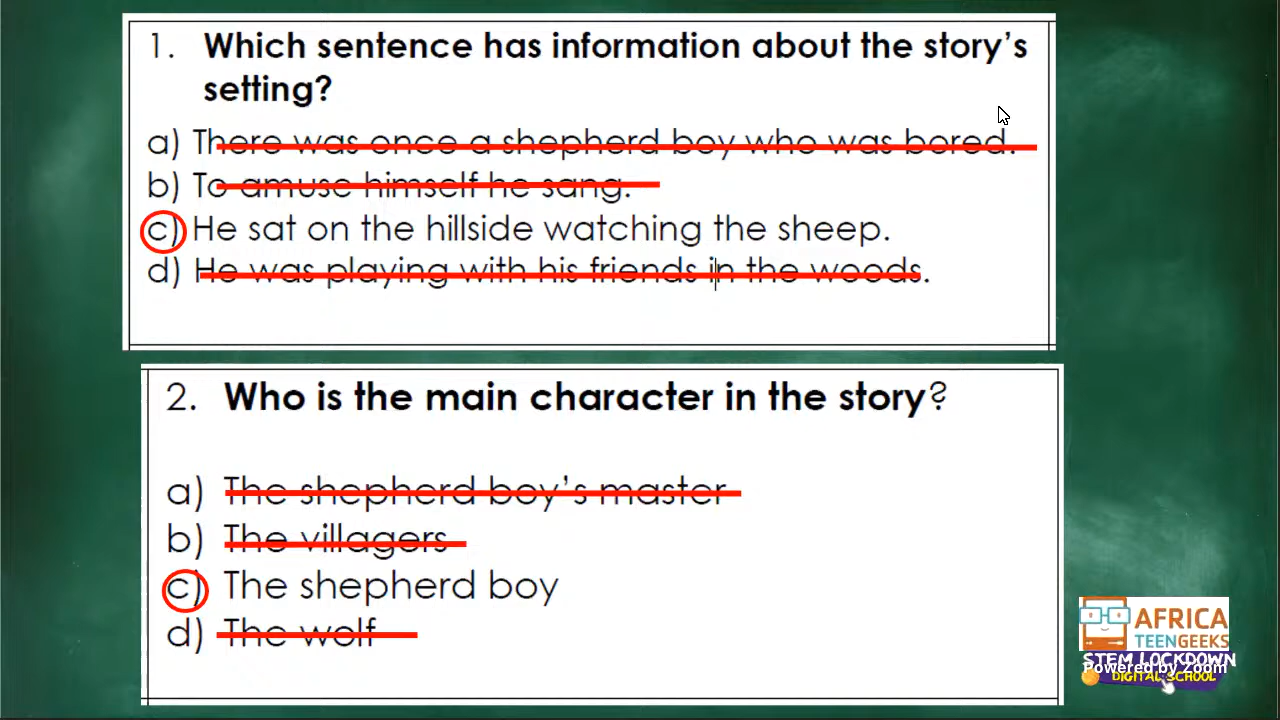 1. Which sentence has information about the story's
setting?
a) There was once a shepherd boy who was bored.
b) To amuse himself he sang.
c) He sat on the hillside watching the sheep.
d) He was playing with his friends in the woods.
2. Who is the main character in the story?
a) The shepherd boy's master
b) The villagers
c) The shepherd boy
d) The wolf
AFRICA
TEENGEEKS
STEM LOCKDOWN
Powered by Zoom
DIGITAL SCHOOL